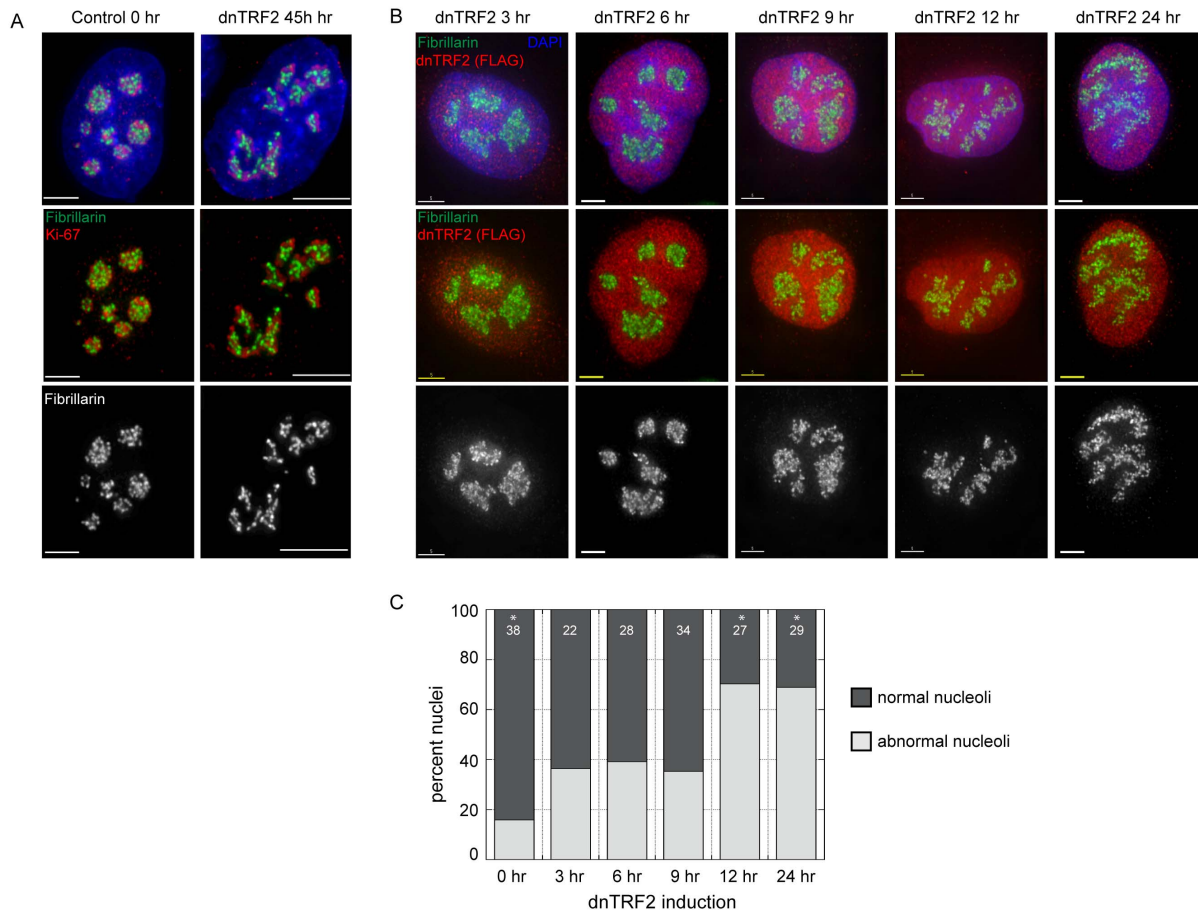 A
Control 0 hr
dnTRF2 45h hr
Fibrillarin
Ki-67
Fibrillarin
B
dnTRF2 3 hr
dnTRF2 6 hr
dnTRF2 9 hr
dnTRF2 12 hr
dnTRF2 24 hr
Fibrillarin
DAPI
dnTRF2 (FLAG)
Fibrillarin
dnTRF2 (FLAG)
C
percent nuclei
100
80
60
40
20
0
* 38
22
28
34
* 27
* 29
0 hr
3 hr
6 hr
9 hr
12 hr
24 hr
dnTRF2 induction
normal nucleoli
abnormal nucleoli